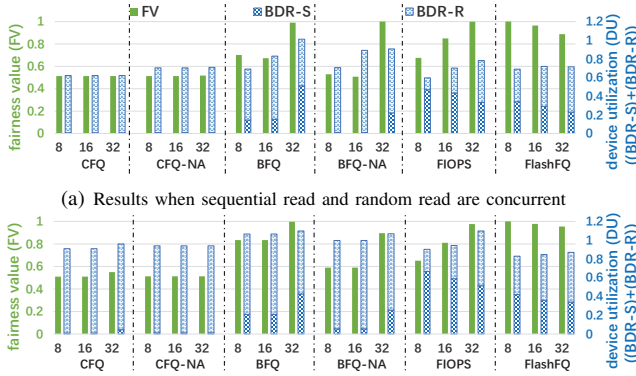 FV BDR-S BDR-R
fairness value (FV)
1
0.8
0.6
0.4
0.2
0
1.2
1
0.8
0.6
0.4
0.2
0
device utilization (DU)
((BDR-S)+(BDR-R))
8 16 32 8 16 32 8 16 32 8 16 32 8 16 32 8 16 32
CFQ CFQ-NA BFQ BFQ-NA FIOPS FlashFQ
(a) Results when sequential read and random read are concurrent
fairness value (FV)
1
0.8
0.6
0.4
0.2
0
1.2
1
0.8
0.6
0.4
0.2
0
device utilization (DU)
((BDR-S)+(BDR-R))
8 16 32 8 16 32 8 16 32 8 16 32 8 16 32 8 16 32
CFQ CFQ-NA BFQ BFQ-NA FIOPS FlashFQ